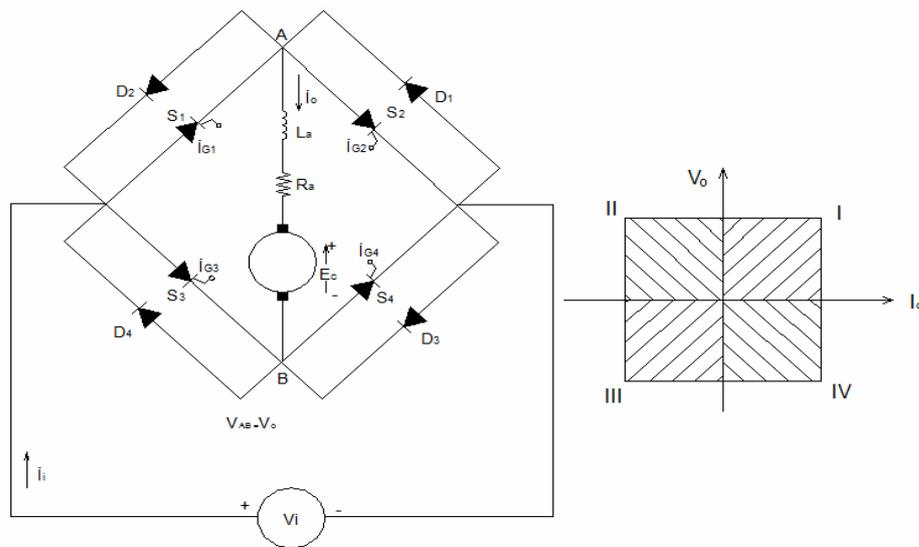 A
D2
D1
S1
S2
io
iG1
iG2
La
Ra
Vo
II
I
iG3
iG4
+
Ec
-
S3
S4
D4
D3
B
III
IV
VAB=Vo
ii
+
Vi
-